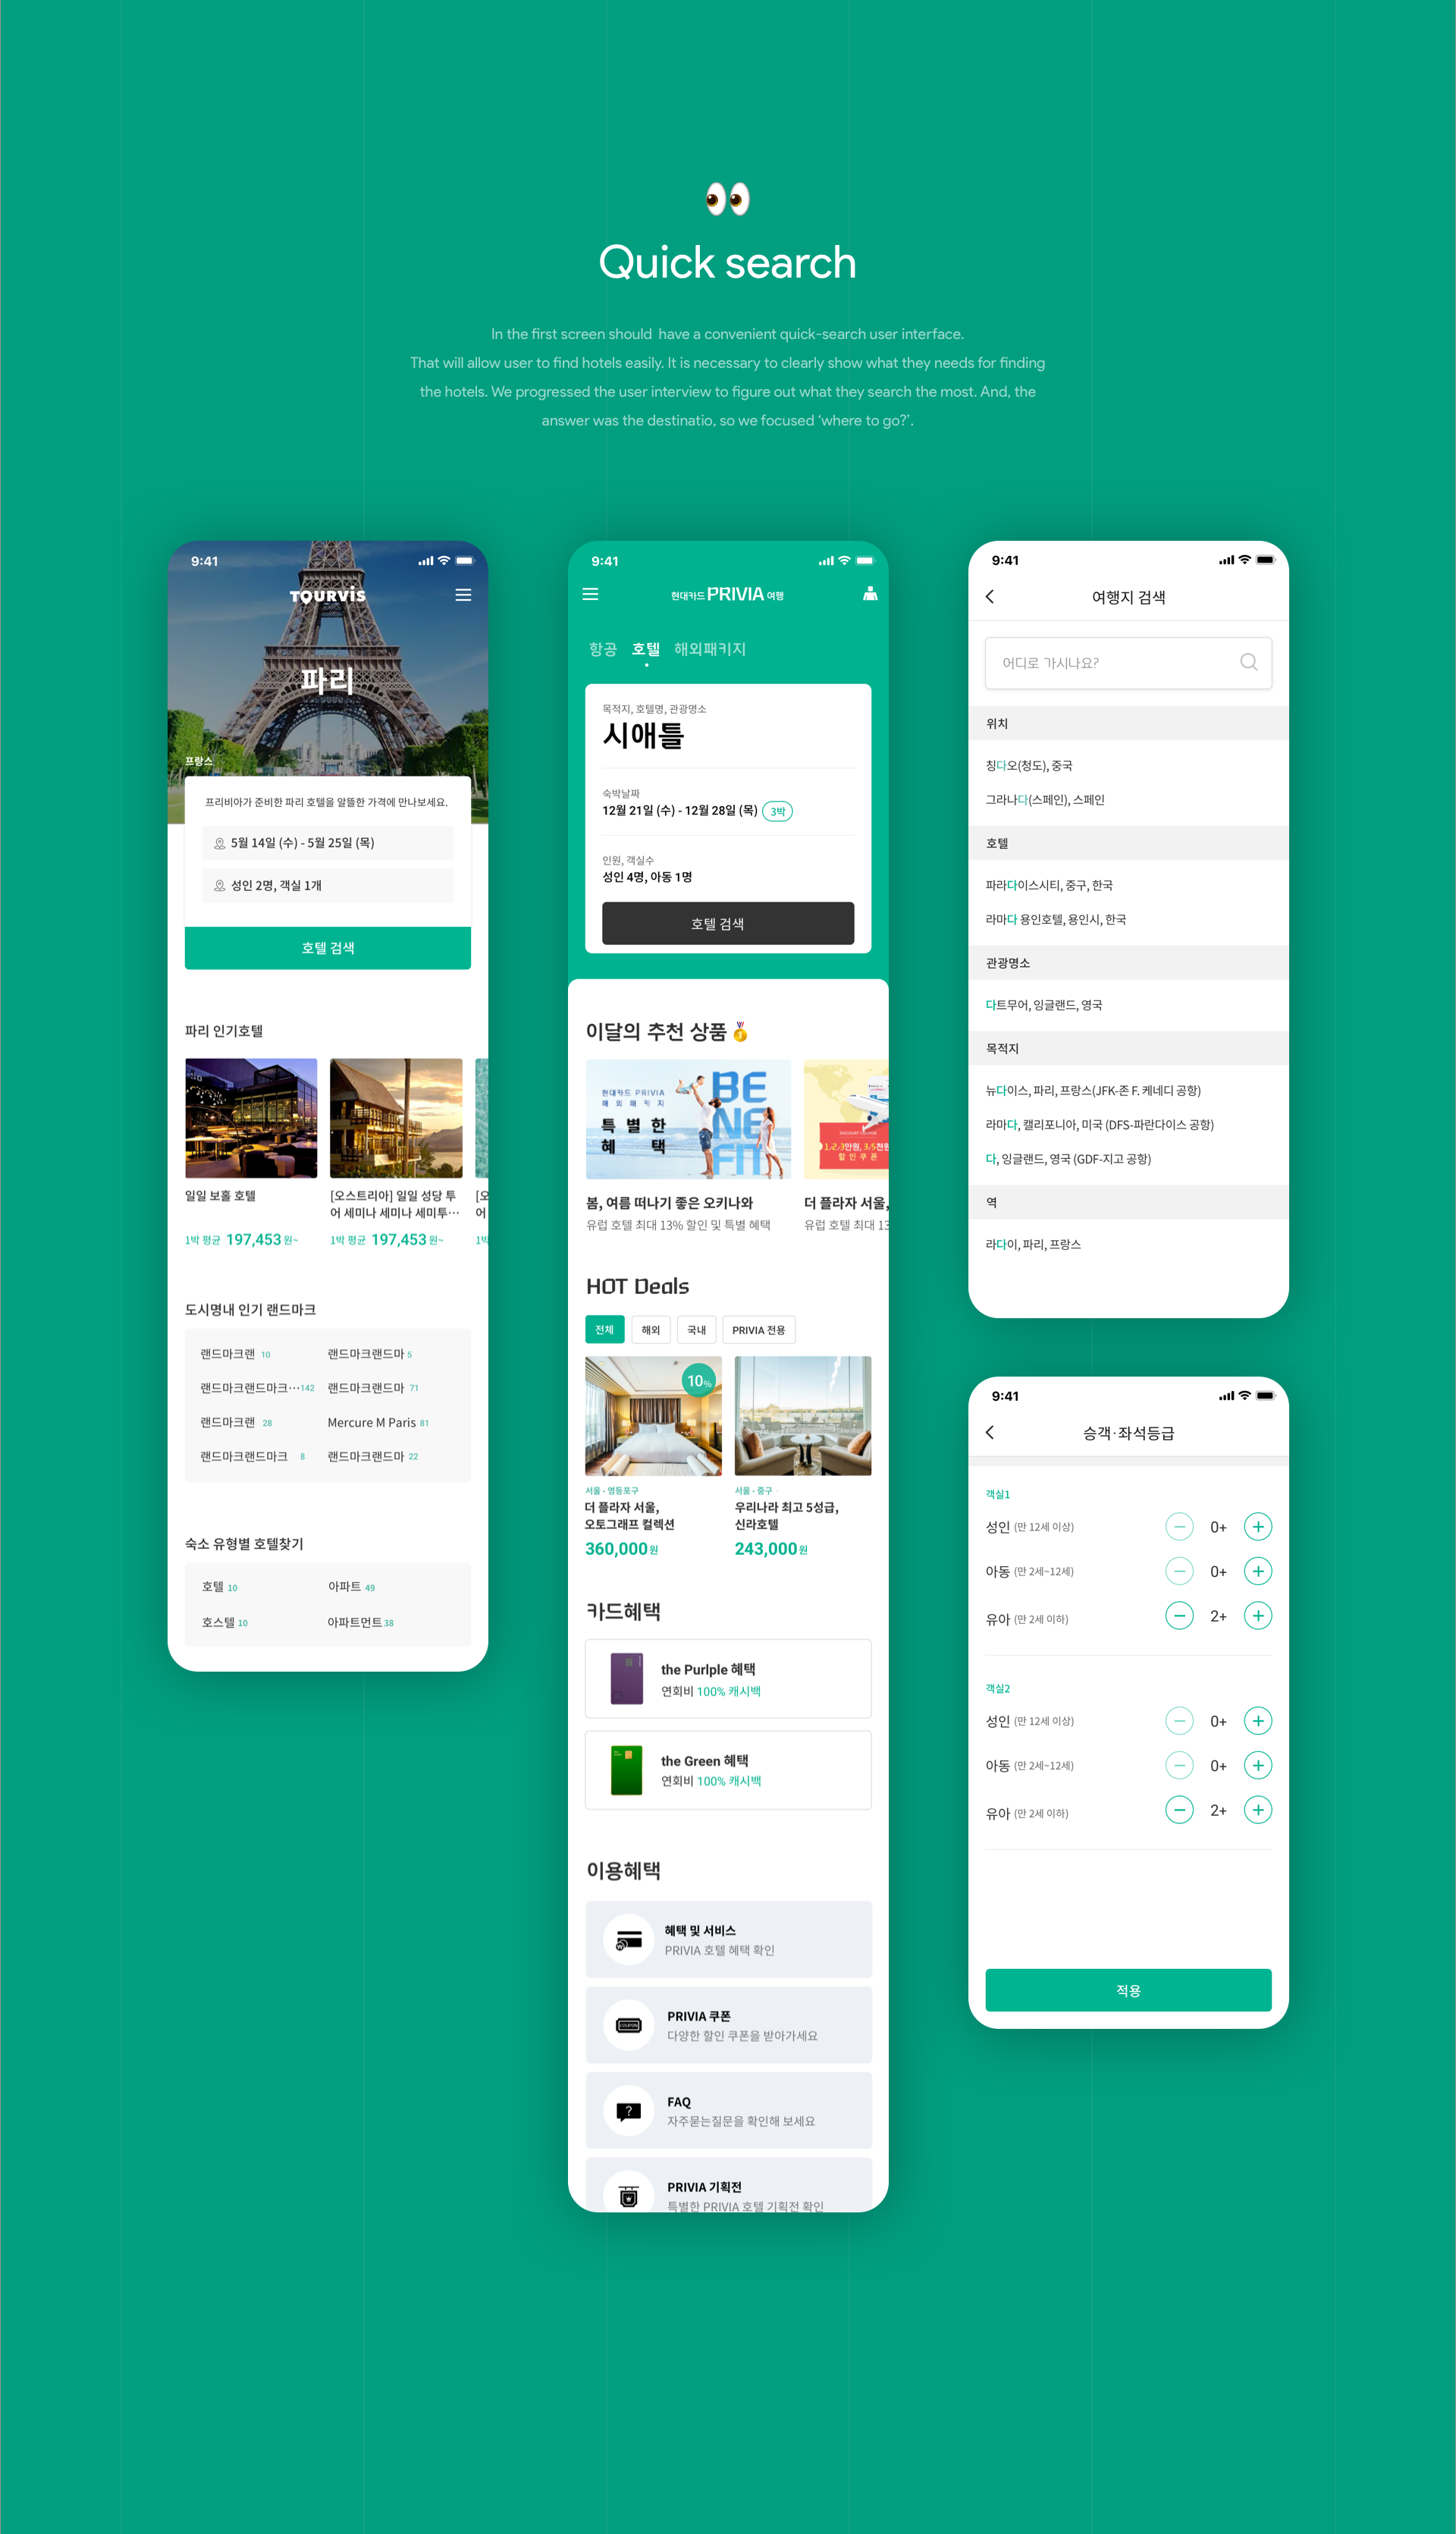 Quick search
In the first screen should have a convenient quick-search user interface.
That will allow user to find hotels easily. It is necessary to clearly show what they needs for finding
the hotels. We progressed the user interview to figure out what they search the most. And, the
answer was the destinatio, so we focused ‘where to go?’.
9:41
TOURVIS
파리
프랑스
프리비아가 준비한 파리 호텔을 알뜰한 가격에 만나보세요.
5월 14일 (수) - 5월 25일 (목)
성인 2명, 객실 1개
호텔 검색
파리 인기호텔
일일 보홀 호텔
1박 평균 197,453원~
[오스트리아] 일일 성당 투
어 세미나 세미나 세미투…
1박 평균 197,453원~
[오
어
1박
도시명내 인기 랜드마크
랜드마크랜 10 랜드마크랜드마 5
랜드마크랜드마크…142 랜드마크랜드마 71
랜드마크랜 28 Mercure M Paris 81
랜드마크랜드마크 8 랜드마크랜드마 22
숙소 유형별 호텔찾기
호텔 10 아파트 49
호스텔 10 아파트먼트 38
9:41
현대카드 PRIVIA 여행
항공 호텔 해외패키지
목적지, 호텔명, 관광명소
시애틀
숙박날짜
12월 21일 (수) - 12월 28일 (목) 3박
인원, 객실수
성인 4명, 아동 1명
호텔 검색
이달의 추천 상품
현대카드 PRIVIA
해외패키지
특별한
혜택
BE
NE
FIT
DISCOUNT COUPON
1,2,3만원, 3,5천원
할인쿠폰
봄, 여름 떠나기 좋은 오키나와
유럽 호텔 최대 13% 할인 및 특별 혜택
더 플라자 서울,
유럽 호텔 최대 13
HOT Deals
전체 해외 국내 PRIVIA 전용
10%
서울 · 영등포구
더 플라자 서울,
오토그래프 컬렉션
360,000원
서울 · 중구
우리나라 최고 5성급,
신라호텔
243,000원
카드혜택
the Purlple 혜택
연회비 100% 캐시백
the Green 혜택
연회비 100% 캐시백
이용혜택
혜택 및 서비스
PRIVIA 호텔 혜택 확인
COUPON
PRIVIA 쿠폰
다양한 할인 쿠폰을 받아가세요
?
FAQ
자주묻는질문을 확인해 보세요
PRIVIA 기획전
특별한 PRIVIA 호텔 기획전 확인
9:41
여행지 검색
어디로 가시나요?
위치
칭다오(청도), 중국
그라나다(스페인), 스페인
호텔
파라다이스시티, 중구, 한국
라마다 용인호텔, 용인시, 한국
관광명소
다트무어, 잉글랜드, 영국
목적지
뉴다이스, 파리, 프랑스(JFK-존 F. 케네디 공항)
라마다, 캘리포니아, 미국 (DFS-파란다이스 공항)
다, 잉글랜드, 영국 (GDF-지고 공항)
역
라다이, 파리, 프랑스
9:41
승객·좌석등급
객실1
성인 (만 12세 이상) 0+
아동 (만 2세~12세) 0+
유아 (만 2세 이하) 2+
객실2
성인 (만 12세 이상) 0+
아동 (만 2세~12세) 0+
유아 (만 2세 이하) 2+
적용